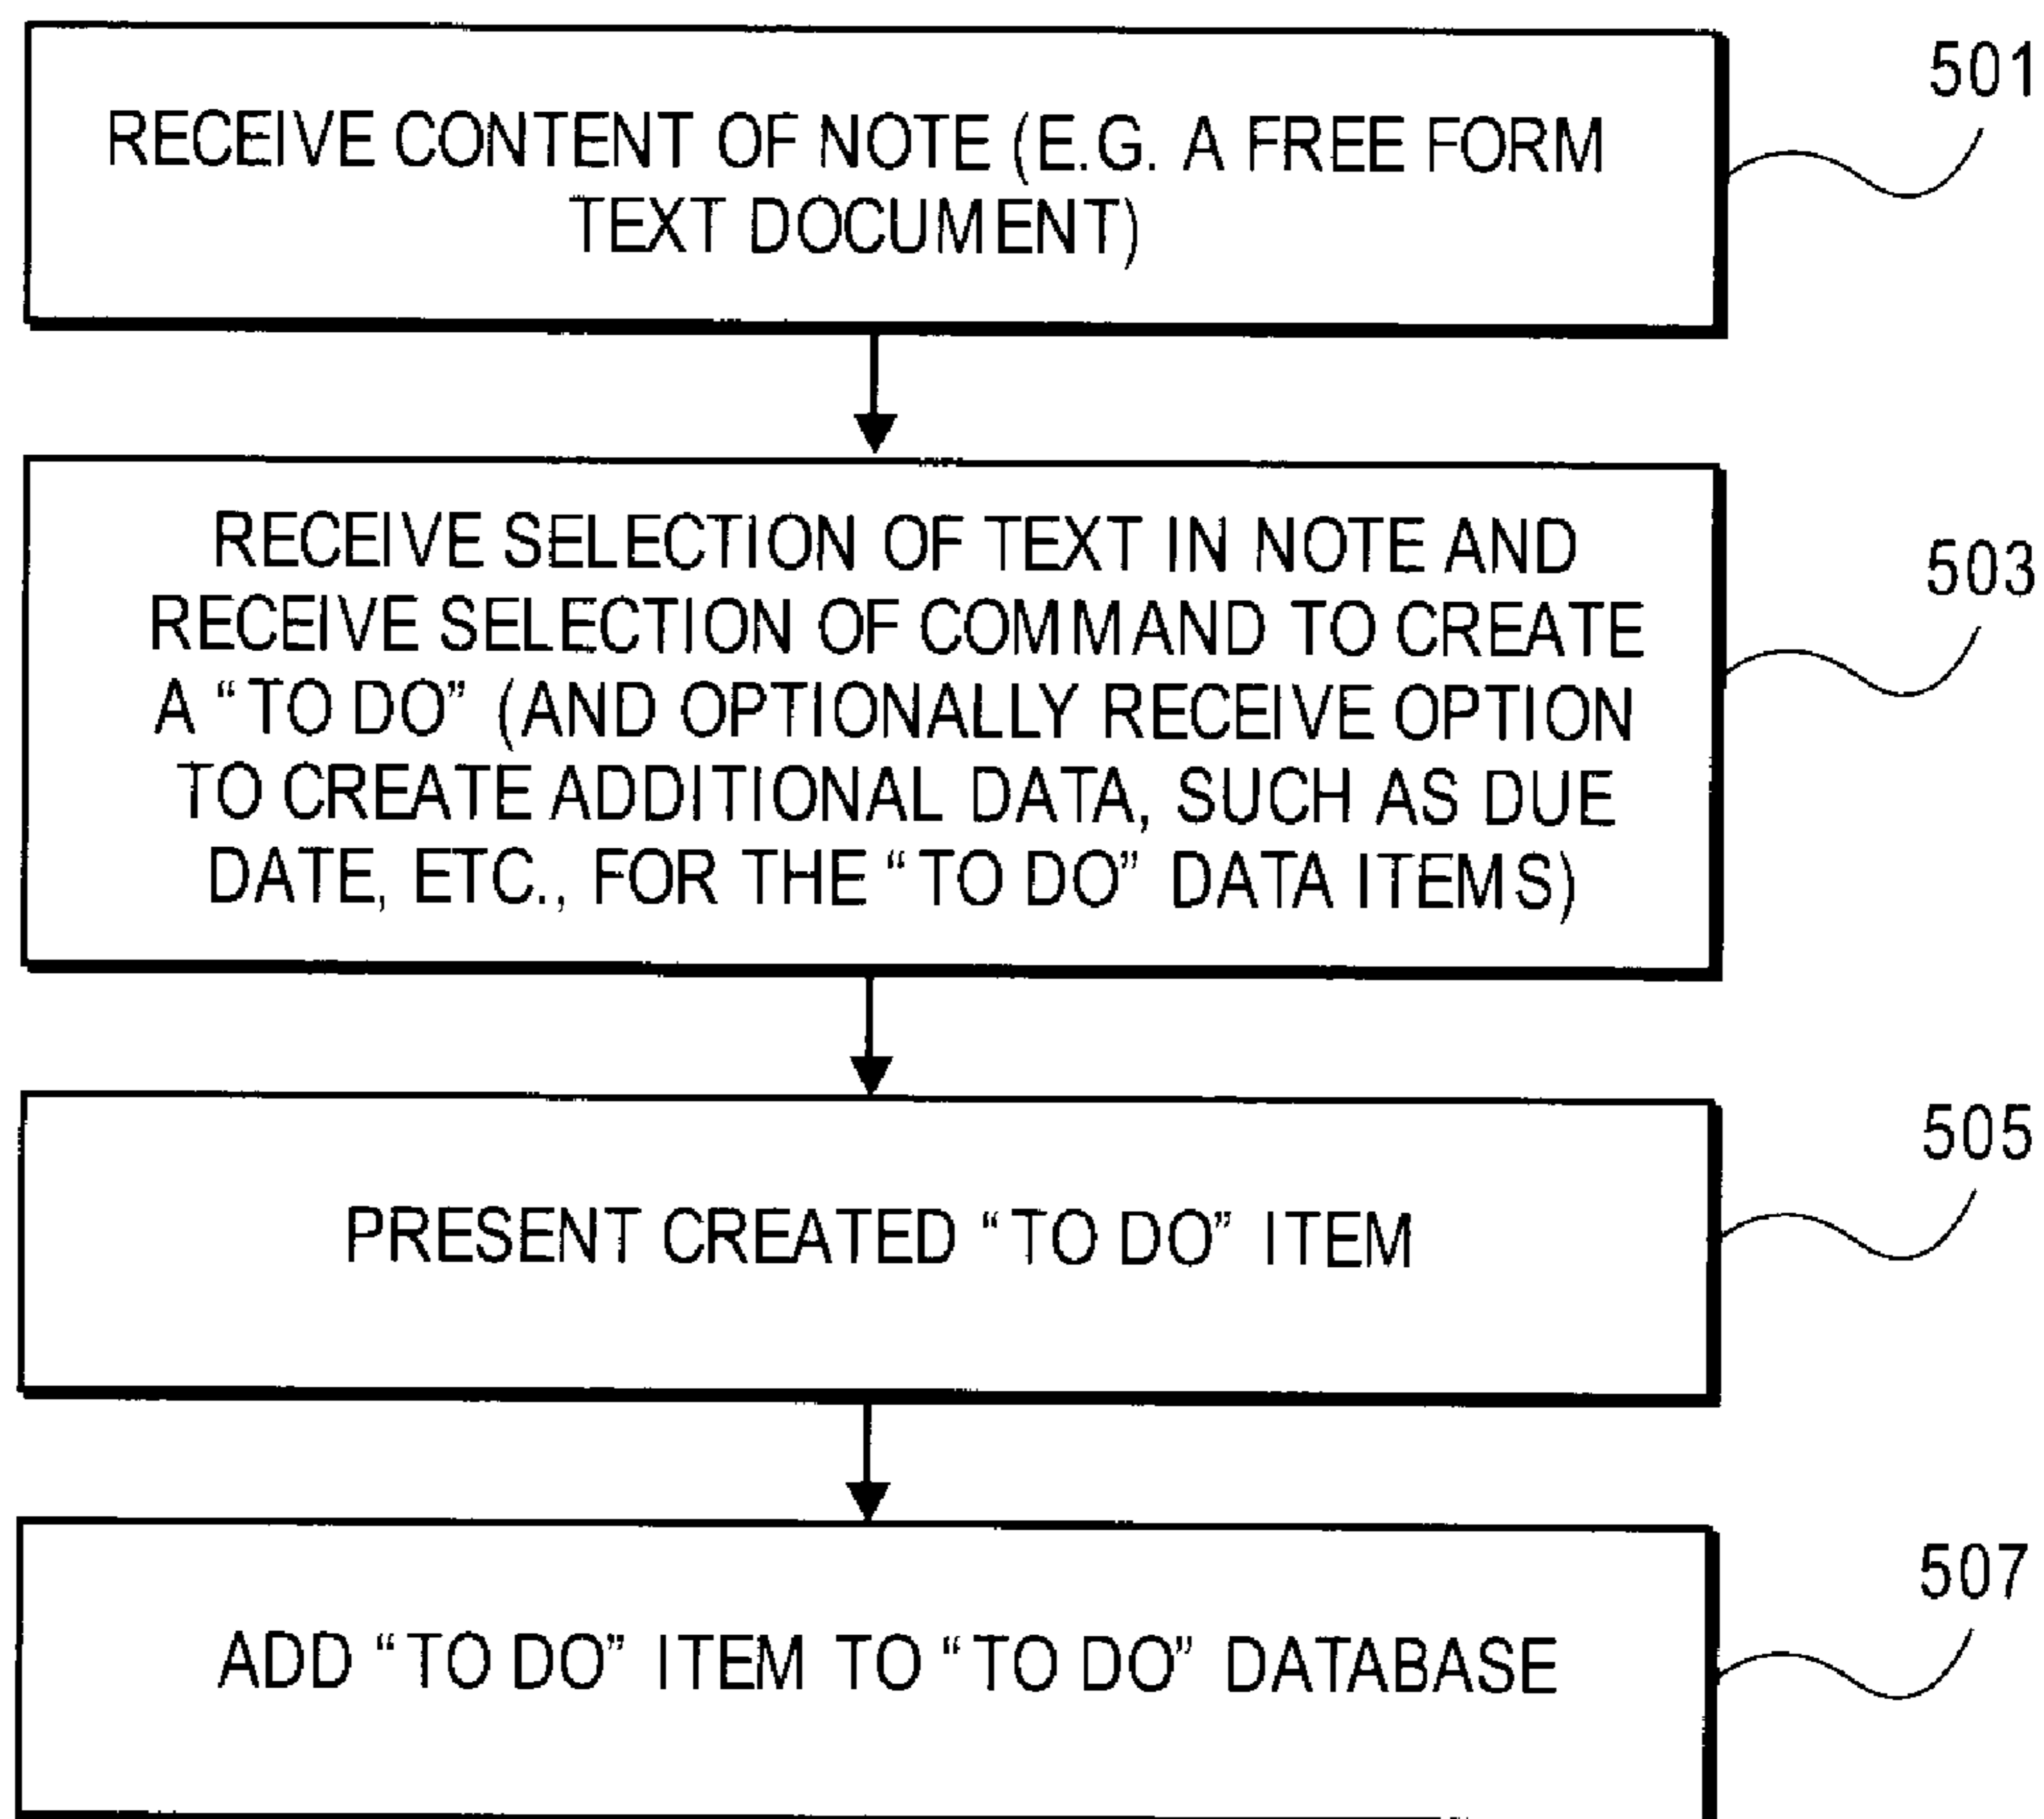 501
RECEIVE CONTENT OF NOTE (E.G. A FREE FORM
TEXT DOCUMENT)
503
RECEIVE SELECTION OF TEXT IN NOTE AND
RECEIVE SELECTION OF COMMAND TO CREATE
A “TO DO” (AND OPTIONALLY RECEIVE OPTION
TO CREATE ADDITIONAL DATA, SUCH AS DUE
DATE, ETC., FOR THE “TO DO” DATA ITEMS)
505
PRESENT CREATED “TO DO” ITEM
507
ADD “TO DO” ITEM TO “TO DO” DATABASE